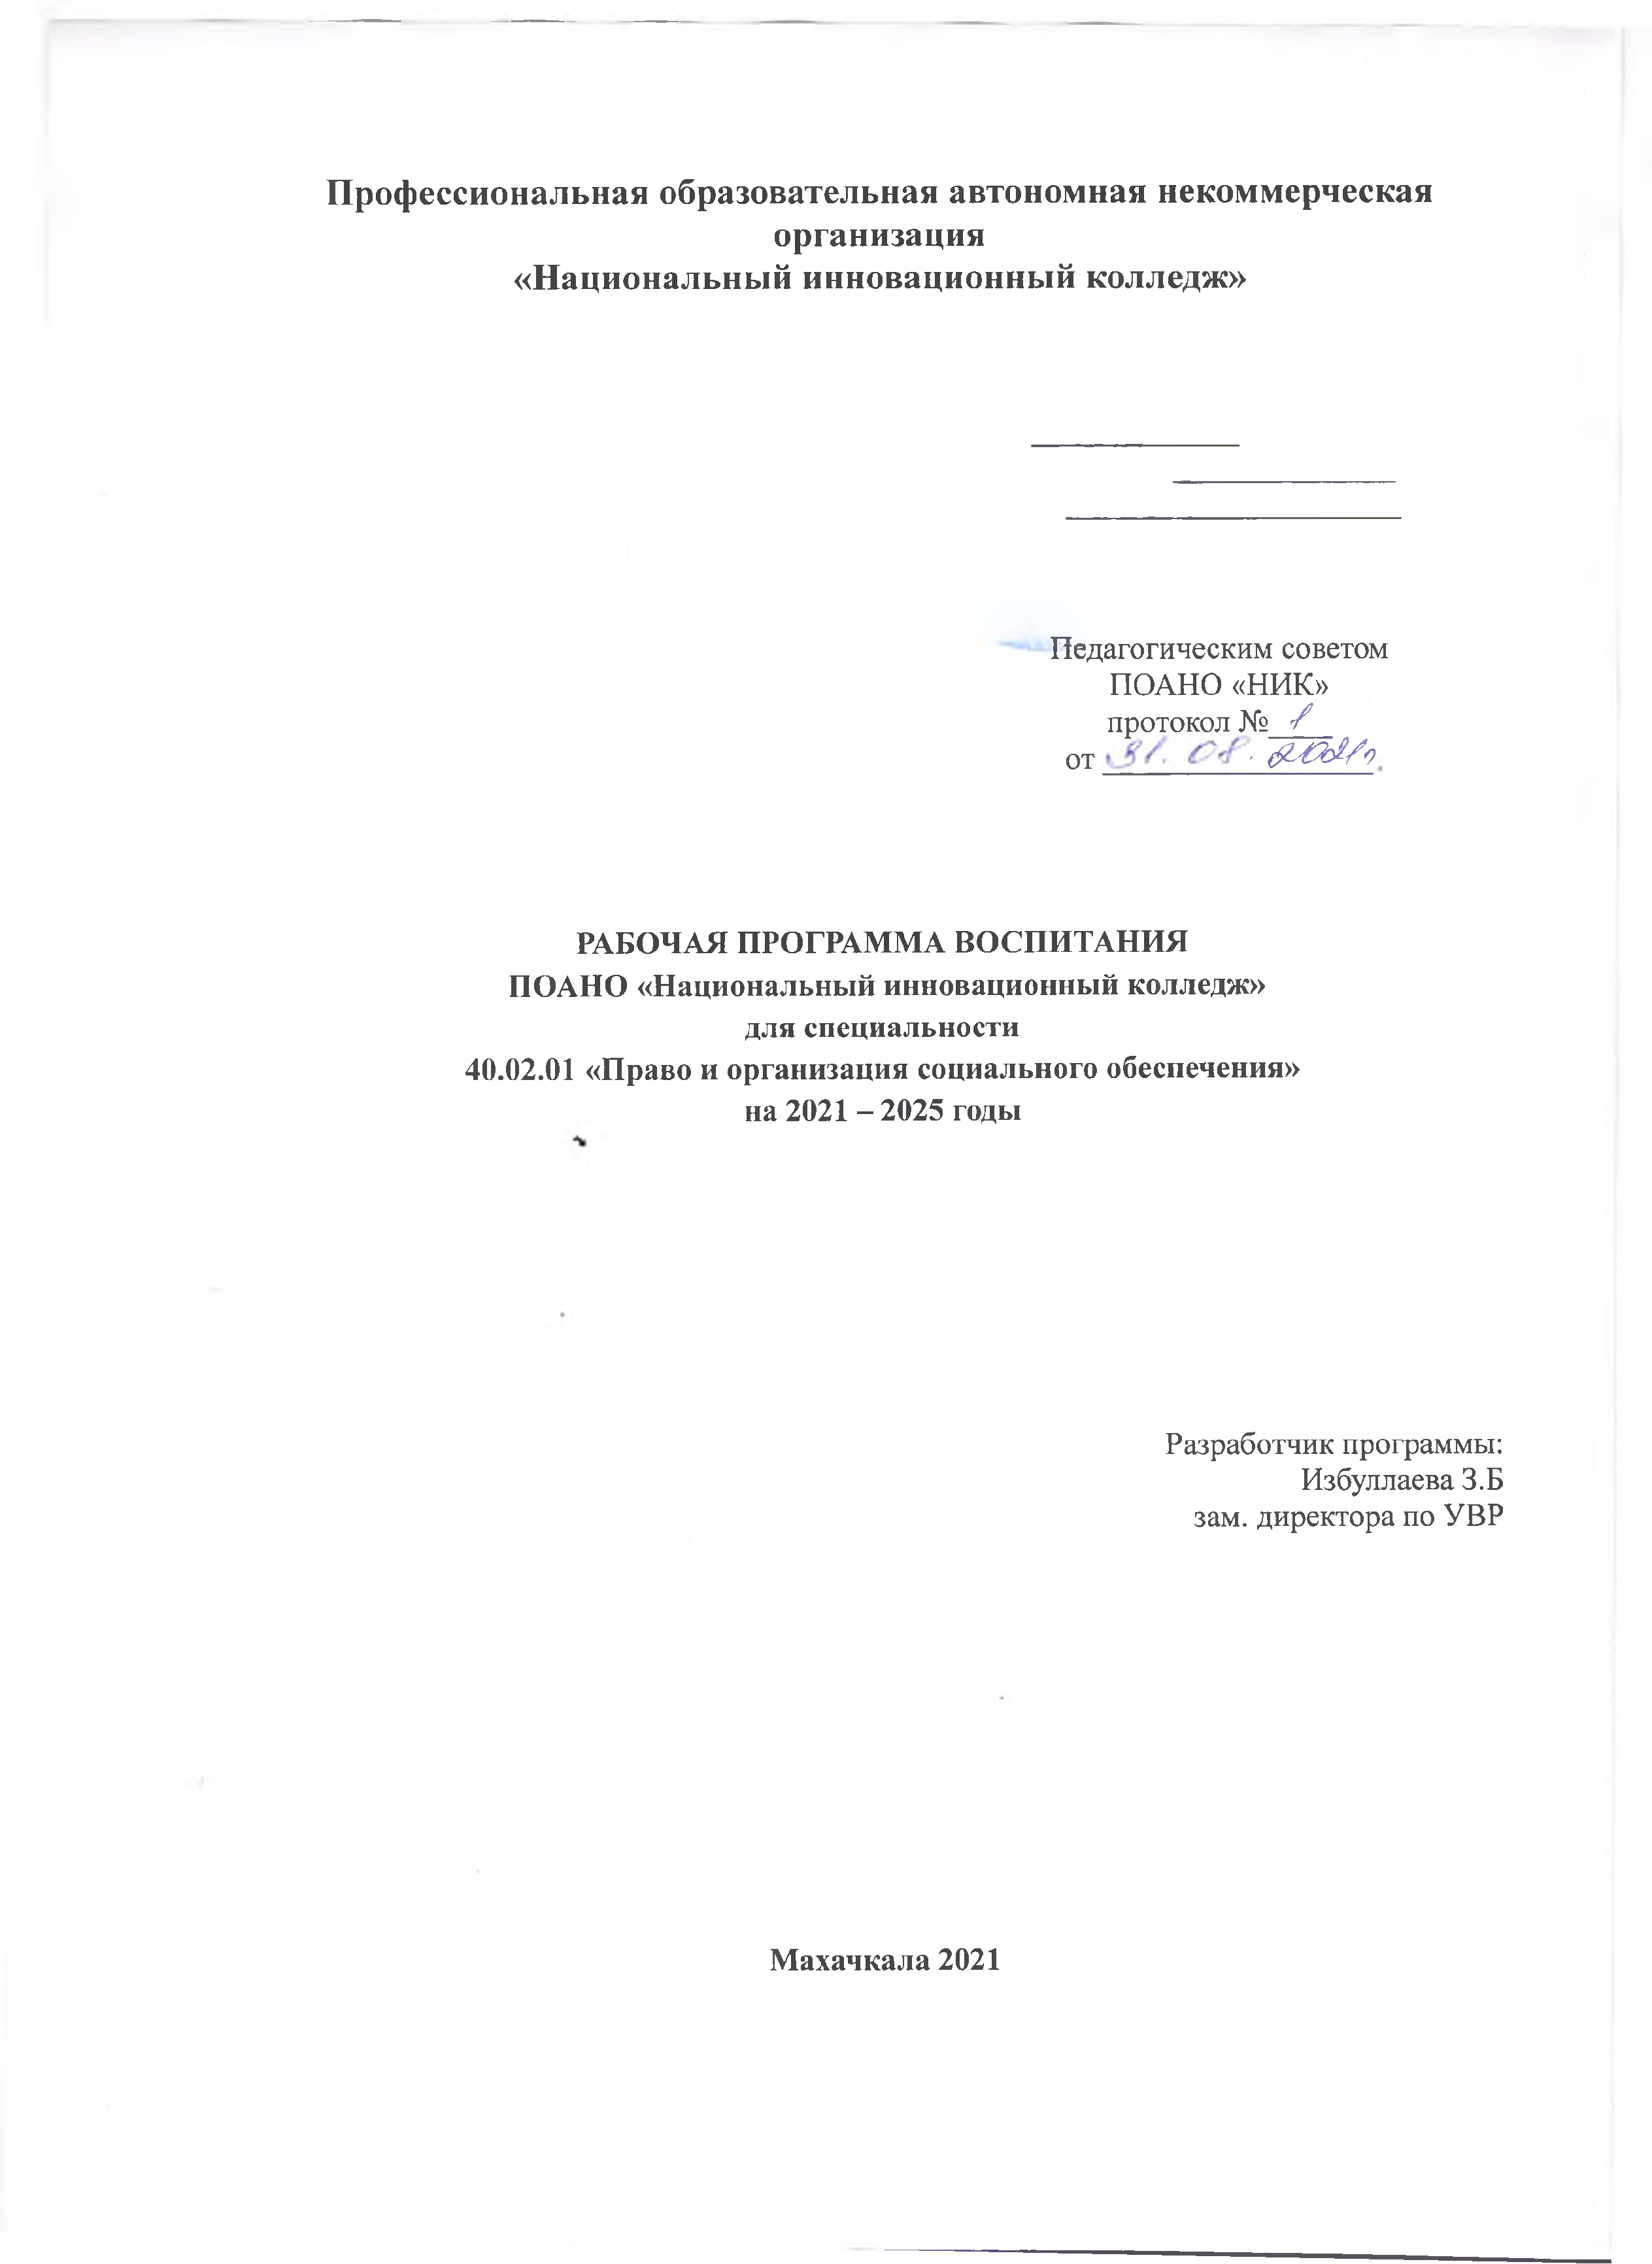 Профессиональная образовательная автономная некоммерческая
организация
«Национальный инновационный колледж»
Педагогическим советом
ПОАНО «НИК»
протокол № 1
от 31.08.2021г.
РАБОЧАЯ ПРОГРАММА ВОСПИТАНИЯ
ПОАНО «Национальный инновационный колледж»
для специальности
40.02.01 «Право и организация социального обеспечения»
на 2021 – 2025 годы
Разработчик программы:
Избуллаева З.Б
зам. директора по УВР
Махачкала 2021